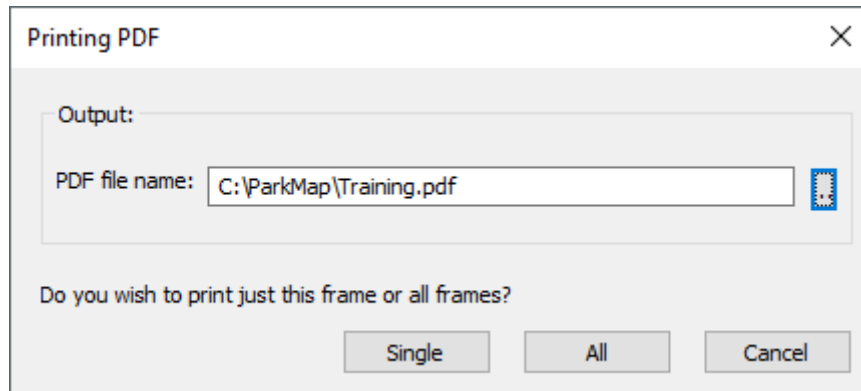 Printing PDF
Output:
PDF file name: C:\ParkMap\Training.pdf ..
Do you wish to print just this frame or all frames?
Single All Cancel